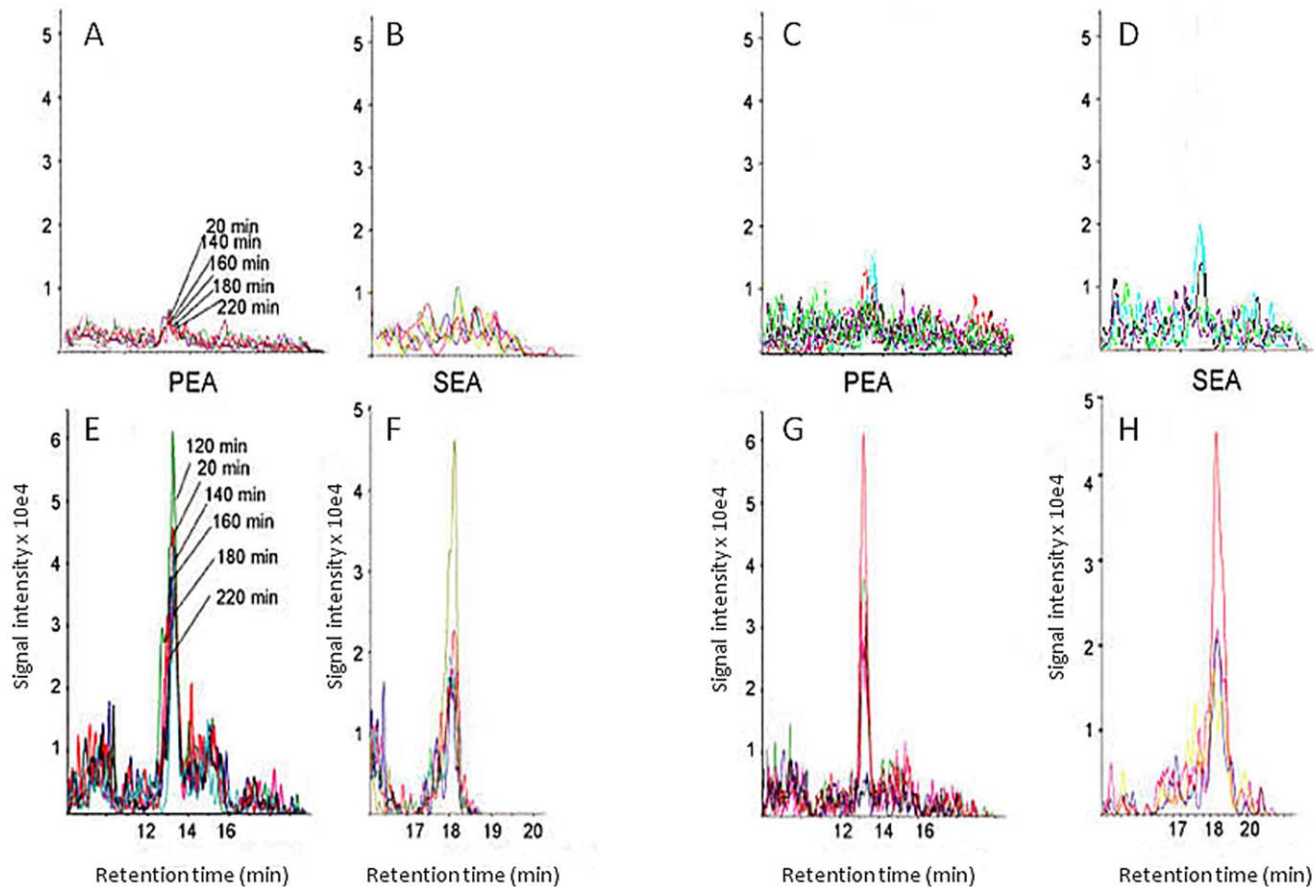 A
5
4
3
2
1
20 min
140 min
160 min
180 min
220 min
B
5
4
3
2
1
C
5
4
3
2
1
D
5
4
3
2
1
PEA
SEA
PEA
SEA
E
6
5
4
3
2
1
120 min
20 min
140 min
160 min
180 min
220 min
12 14 16
Signal intensity x 10e4
Retention time (min)
F
5
4
3
2
1
17 18 19 20
Signal intensity x 10e4
Retention time (min)
G
6
5
4
3
2
1
12 14 16
Signal intensity x 10e4
Retention time (min)
H
5
4
3
2
1
17 18 20
Signal intensity x 10e4
Retention time (min)